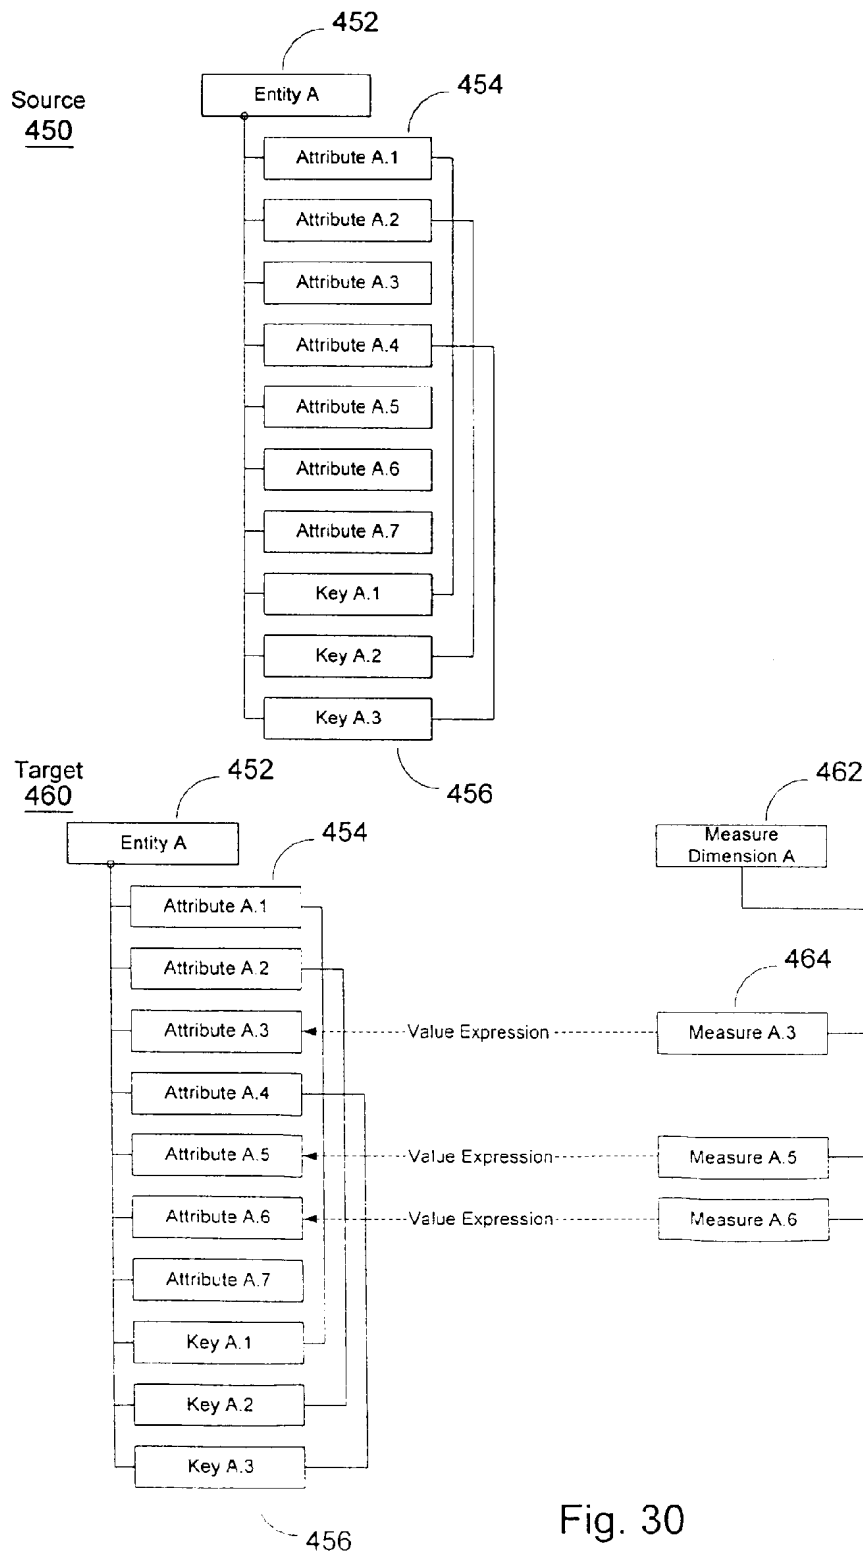 452
Entity A
454
Source
450
Attribute A.1
Attribute A.2
Attribute A.3
Attribute A.4
Attribute A.5
Attribute A.6
Attribute A.7
Key A.1
Key A.2
Key A.3
456
Target
460
452
Entity A
454
462
Measure
Dimension A
Attribute A.1
Attribute A.2
464
Attribute A.3
Value Expression
Measure A.3
Attribute A.4
Attribute A.5
Value Expression
Measure A.5
Attribute A.6
Value Expression
Measure A.6
Attribute A.7
Key A.1
Key A.2
Key A.3
456
Fig. 30